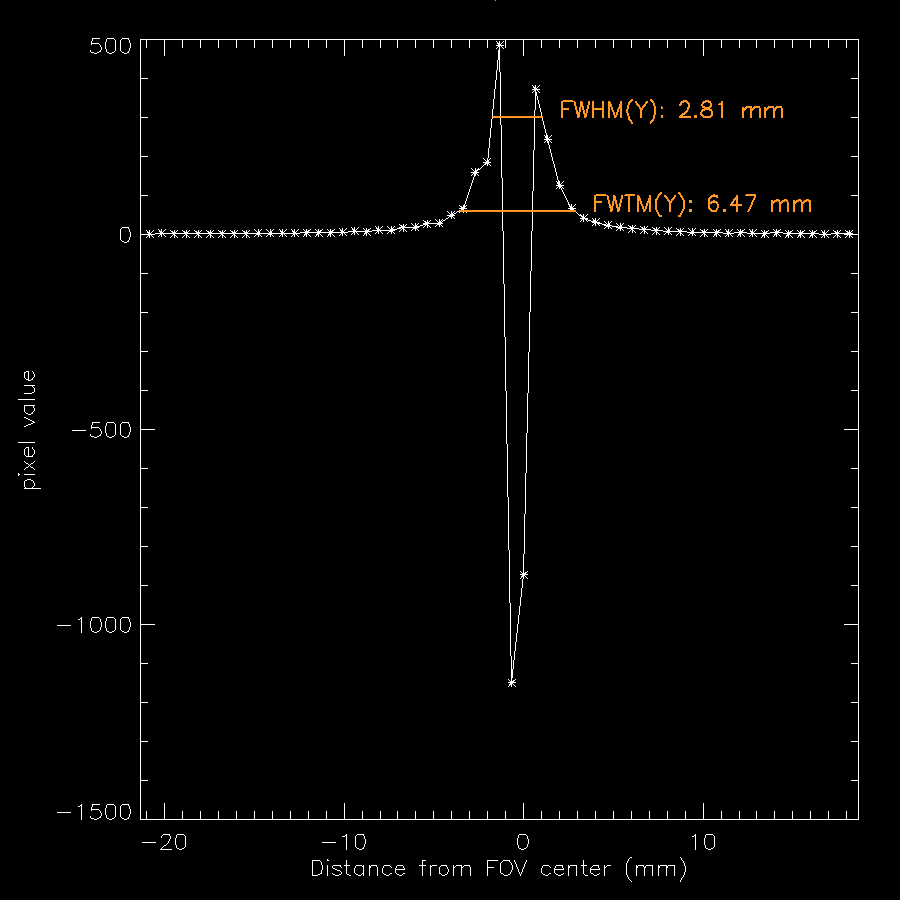 500
FWHM(Y): 2.81 mm
FWTM(Y): 6.47 mm
0
pixel value
−500
−1000
−1500
−20 −10 0 10
Distance from FOV center (mm)